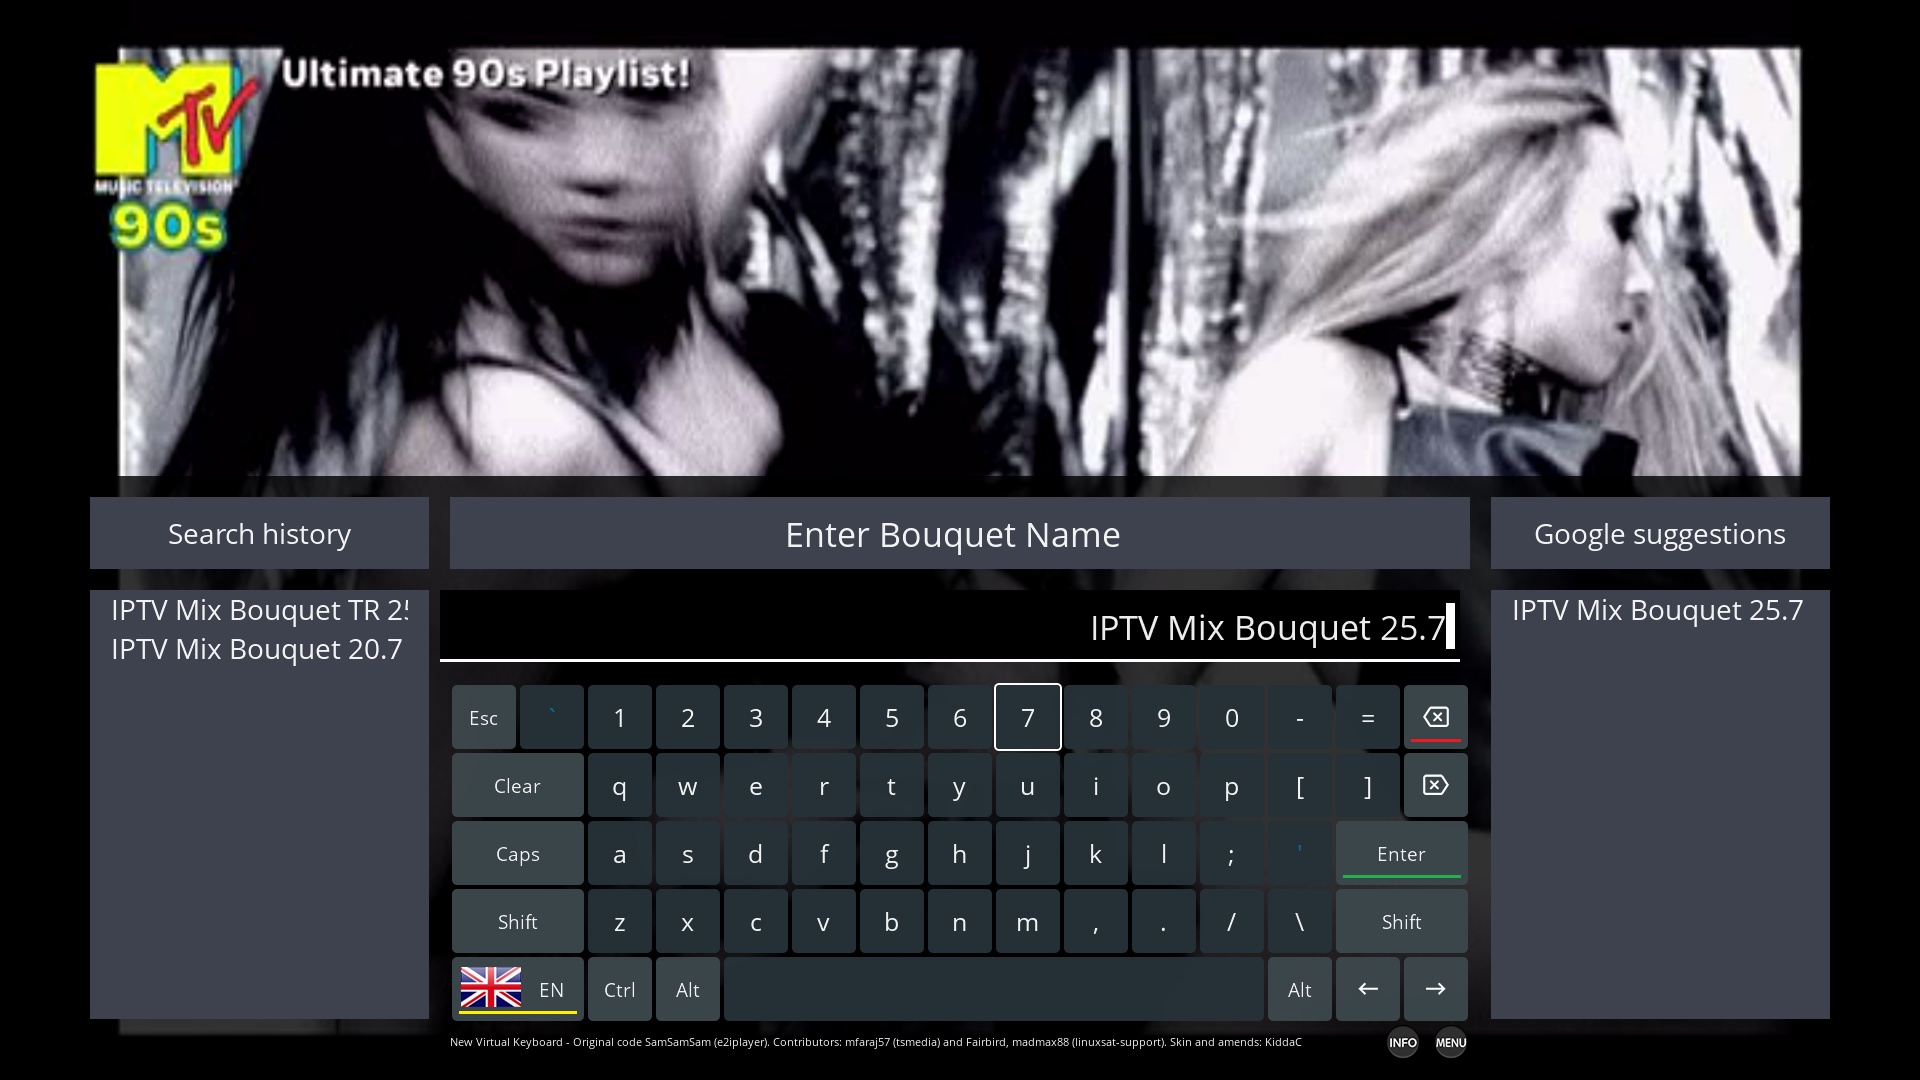 Ultimate 90s Playlist!
MTV
MUSIC TELEVISION
90s
Search history
Enter Bouquet Name
Google suggestions
IPTV Mix Bouquet TR 25
IPTV Mix Bouquet 20.7
IPTV Mix Bouquet 25.7
IPTV Mix Bouquet 25.7
Esc ` 1 2 3 4 5 6 7 8 9 0 - =
Clear q w e r t y u i o p [ ]
Caps a s d f g h j k l ; ' Enter
Shift z x c v b n m , . / \ Shift
EN Ctrl Alt Alt ← →
New Virtual Keyboard - Original code SamSamSam (e2iplayer). Contributors: mfaraj57 (tsmedia) and Fairbird, madmax88 (linuxsat-support). Skin and amends: KiddaC
INFO MENU